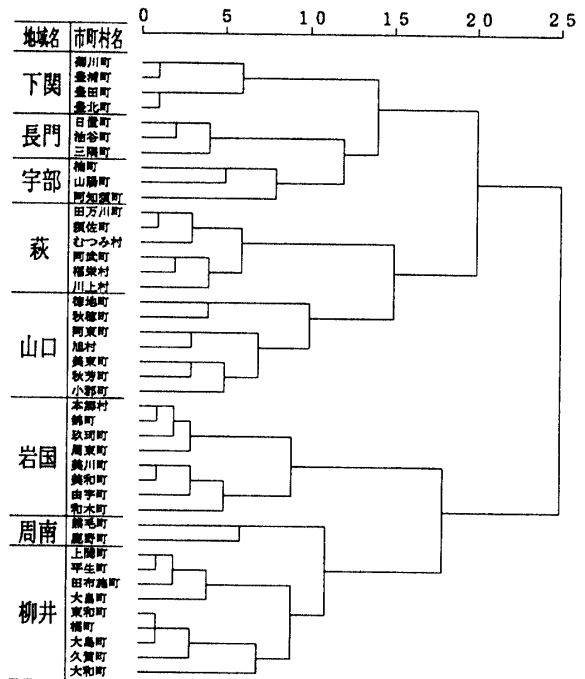 0 5 10 15 20 25
地域名 市町村名
下関
菊川町
豊浦町
豊田町
豊北町
長門
日置町
油谷町
三隅町
宇部
楠町
山陽町
阿知須町
萩
田万川町
須佐町
むつみ村
阿武町
福栄村
川上村
山口
徳地町
秋穂町
阿東町
旭村
美東町
秋芳町
小郡町
岩国
本郷村
錦町
玖珂町
周東町
美川町
美和町
由宇町
和木町
周南
熊毛町
鹿野町
柳井
上関町
平生町
田布施町
大畠町
東和町
橘町
大島町
久賀町
大和町